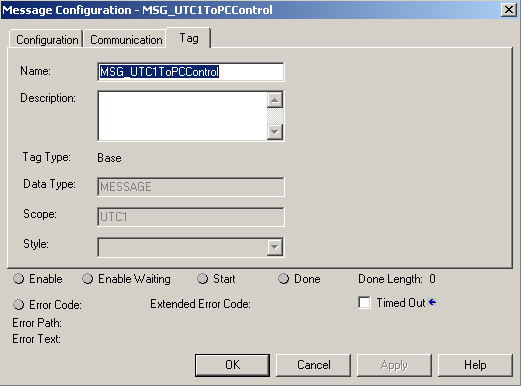 Message Configuration - MSG_UTC1ToPCControl
Configuration Communication Tag
Name: MSG_UTC1ToPCControl
Description:
Tag Type: Base
Data Type: MESSAGE
Scope: UTC1
Style:
Enable Enable Waiting Start Done Done Length: 0
Error Code: Extended Error Code: Timed Out
Error Path:
Error Text:
OK Cancel Apply Help